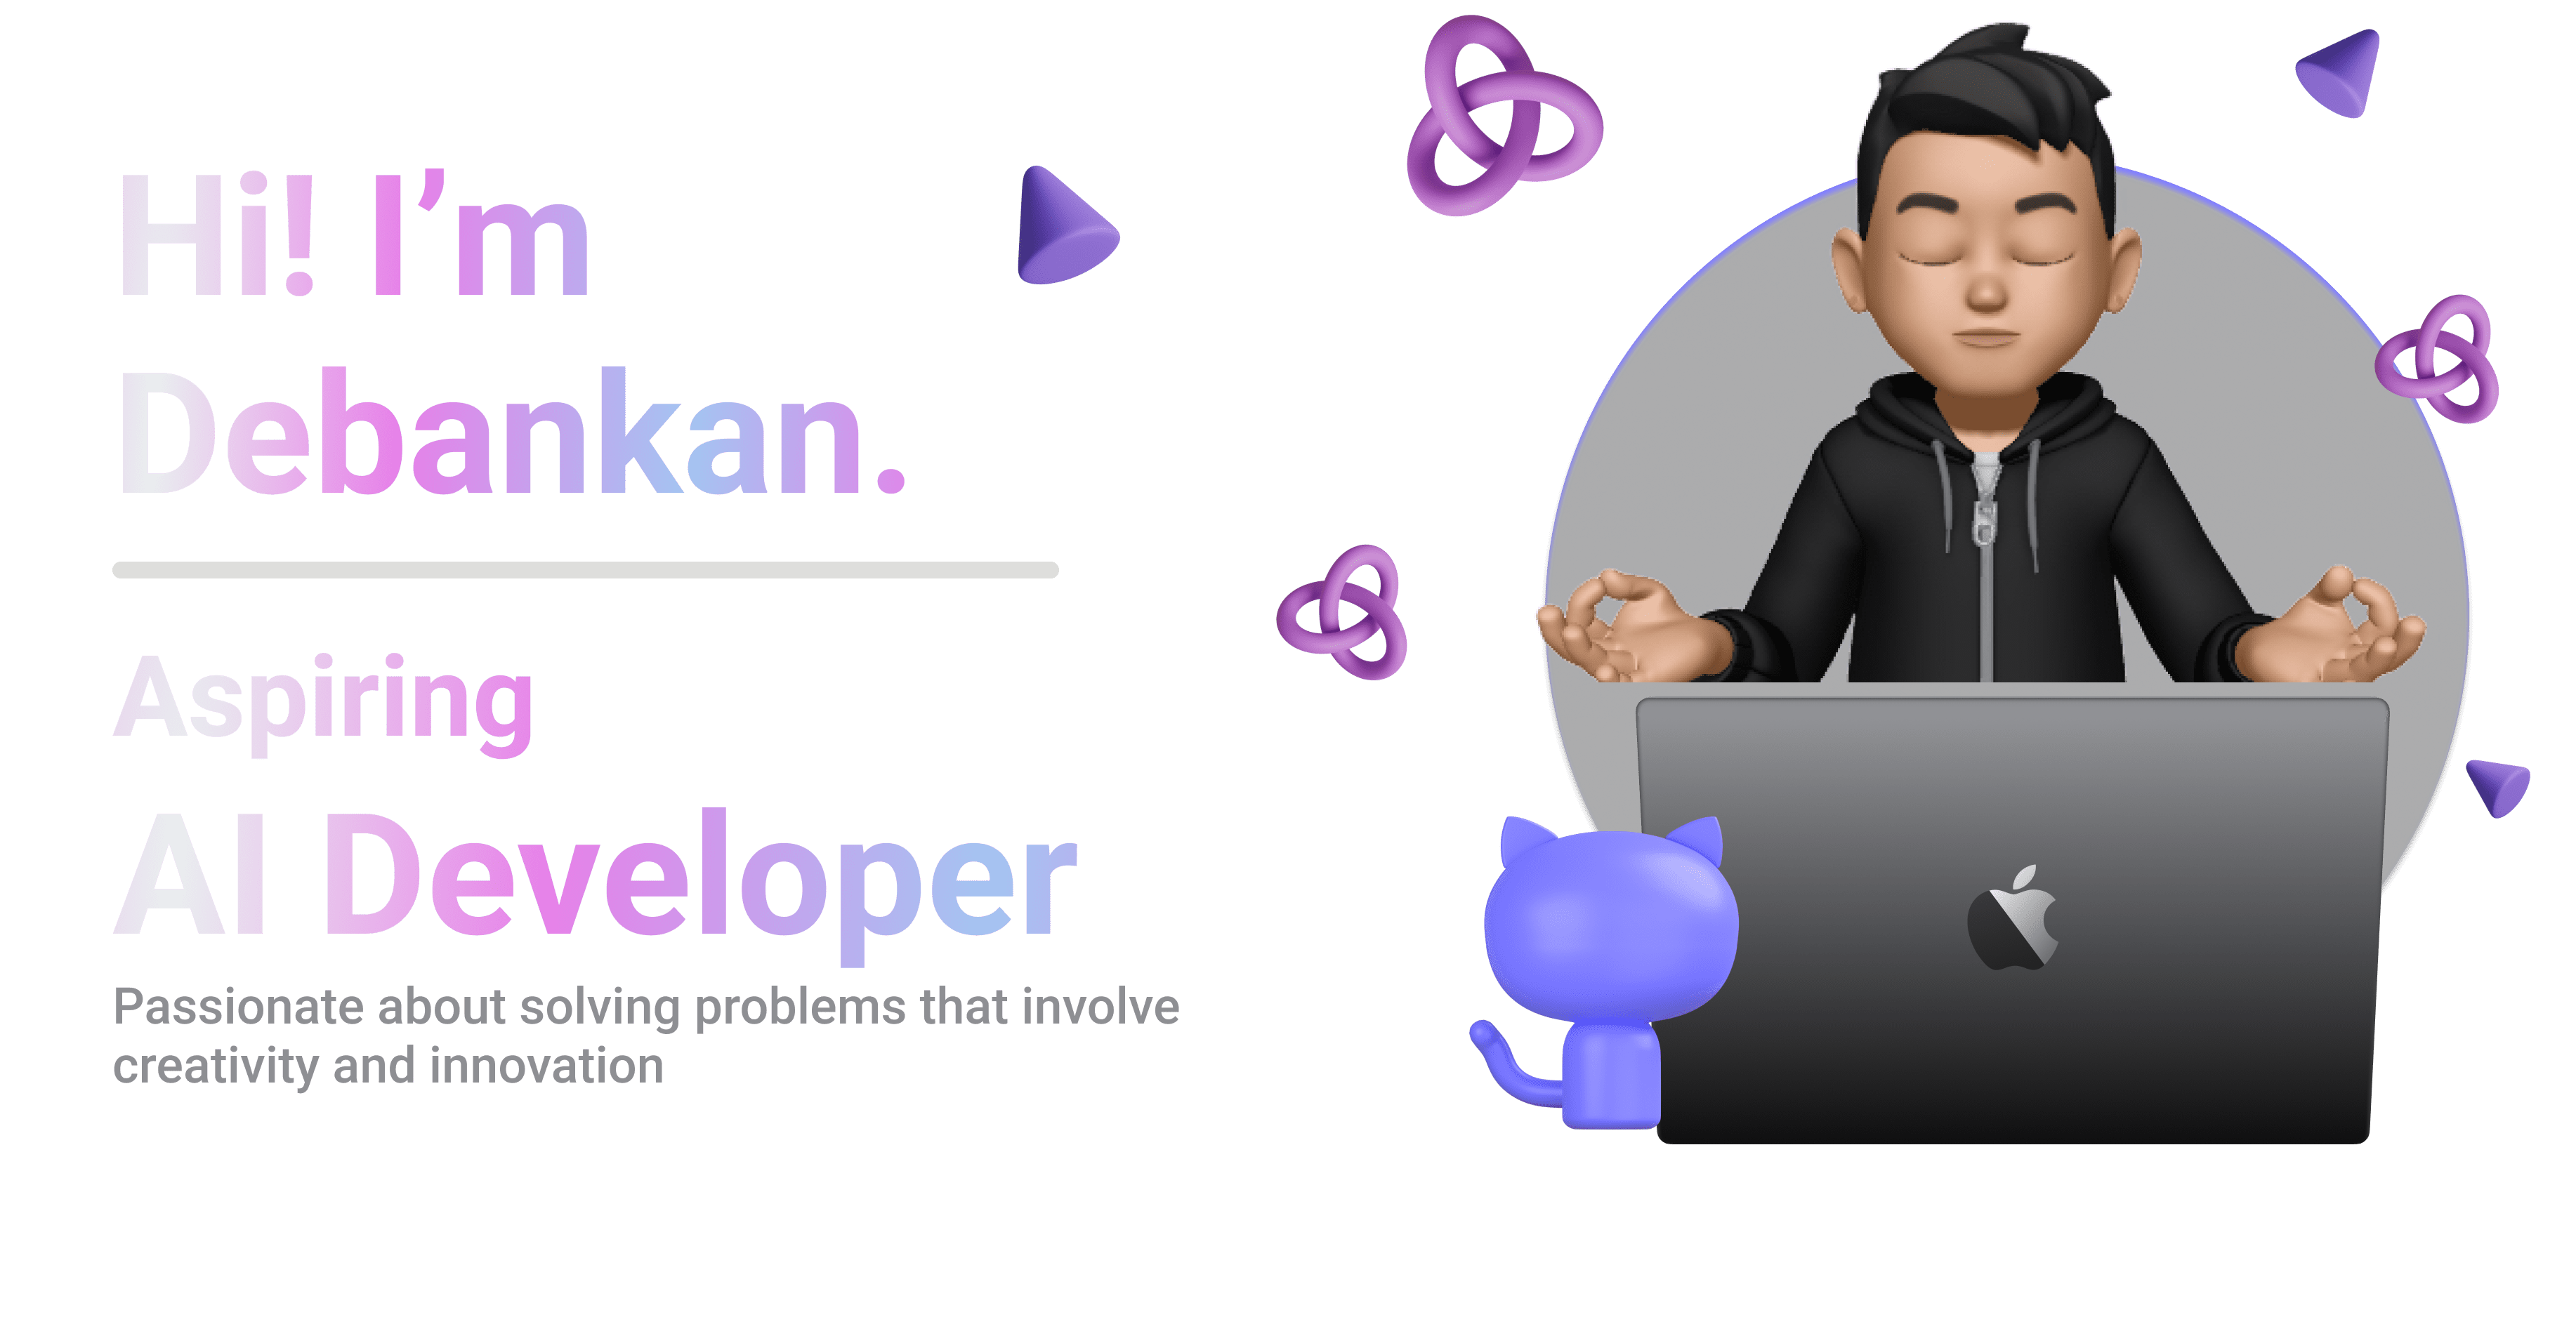 Hi! I’m
Debankan.
Aspiring
AI Developer
Passionate about solving problems that involve
creativity and innovation